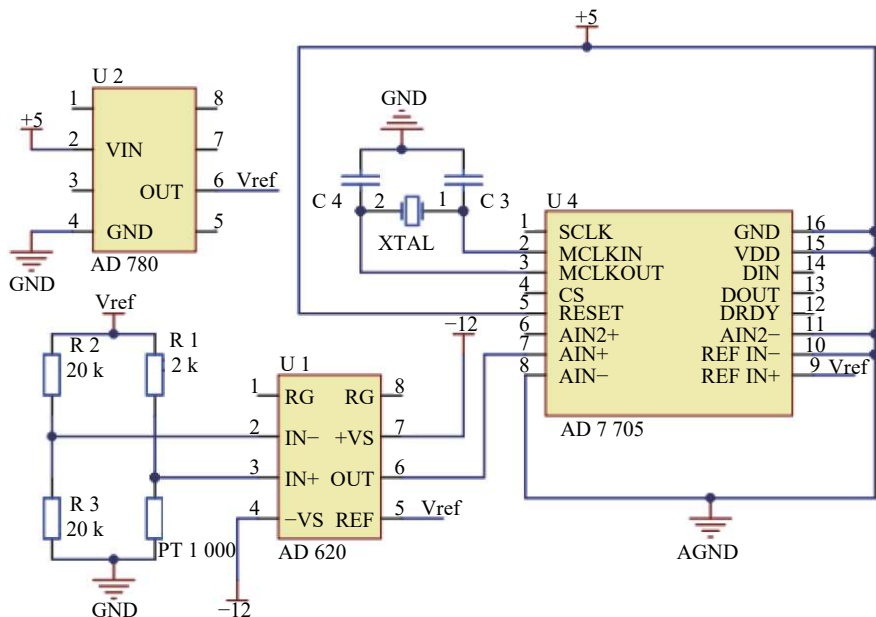 +5
U 2
1
8
+5
2
VIN
7
3
OUT
6
Vref
4
GND
5
AD 780
GND
GND
C 4
2
1
C 3
XTAL
U 4
1
SCLK
GND
16
2
MCLKIN
VDD
15
3
MCLKOUT
DIN
14
4
CS
DOUT
13
5
RESET
DRDY
12
6
AIN2+
AIN2−
11
7
AIN+
REF IN−
10
8
AIN−
REF IN+
9
Vref
AD 7 705
AGND
Vref
R 2
20 k
R 1
2 k
R 3
20 k
PT 1 000
GND
−12
U 1
1
RG
RG
8
2
IN−
+VS
7
3
IN+
OUT
6
4
−VS
REF
5
Vref
AD 620
−12